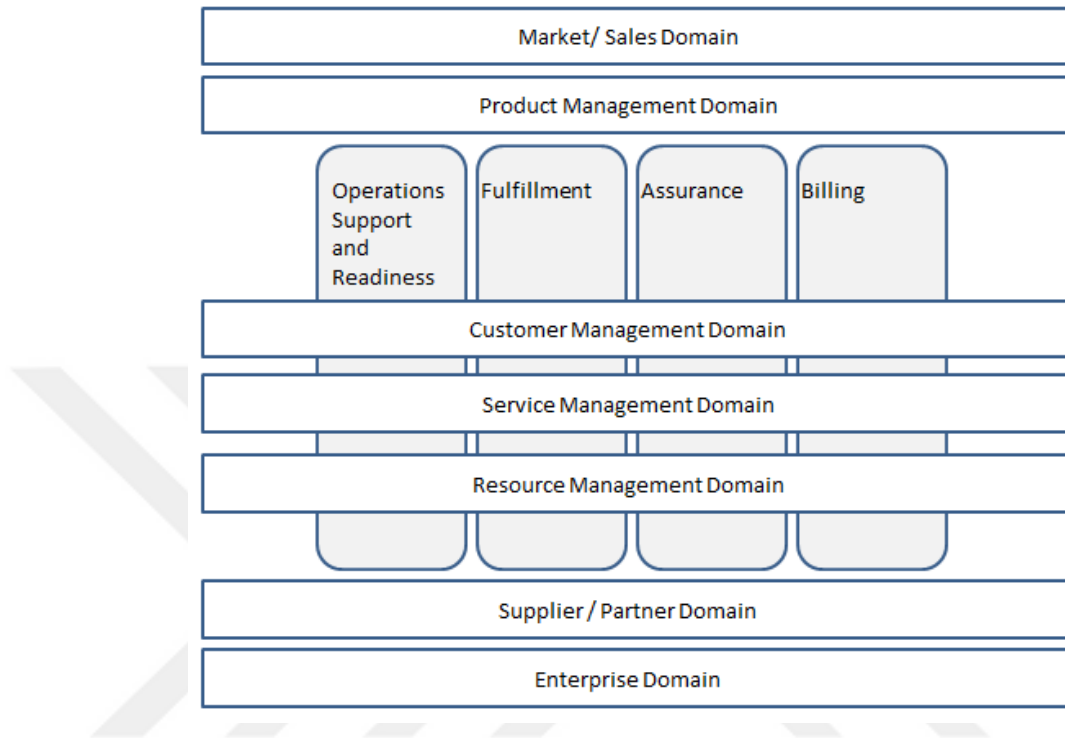 Market/ Sales Domain
Product Management Domain
Operations
Support
and
Readiness
Fulfillment
Assurance
Billing
Customer Management Domain
Service Management Domain
Resource Management Domain
Supplier / Partner Domain
Enterprise Domain